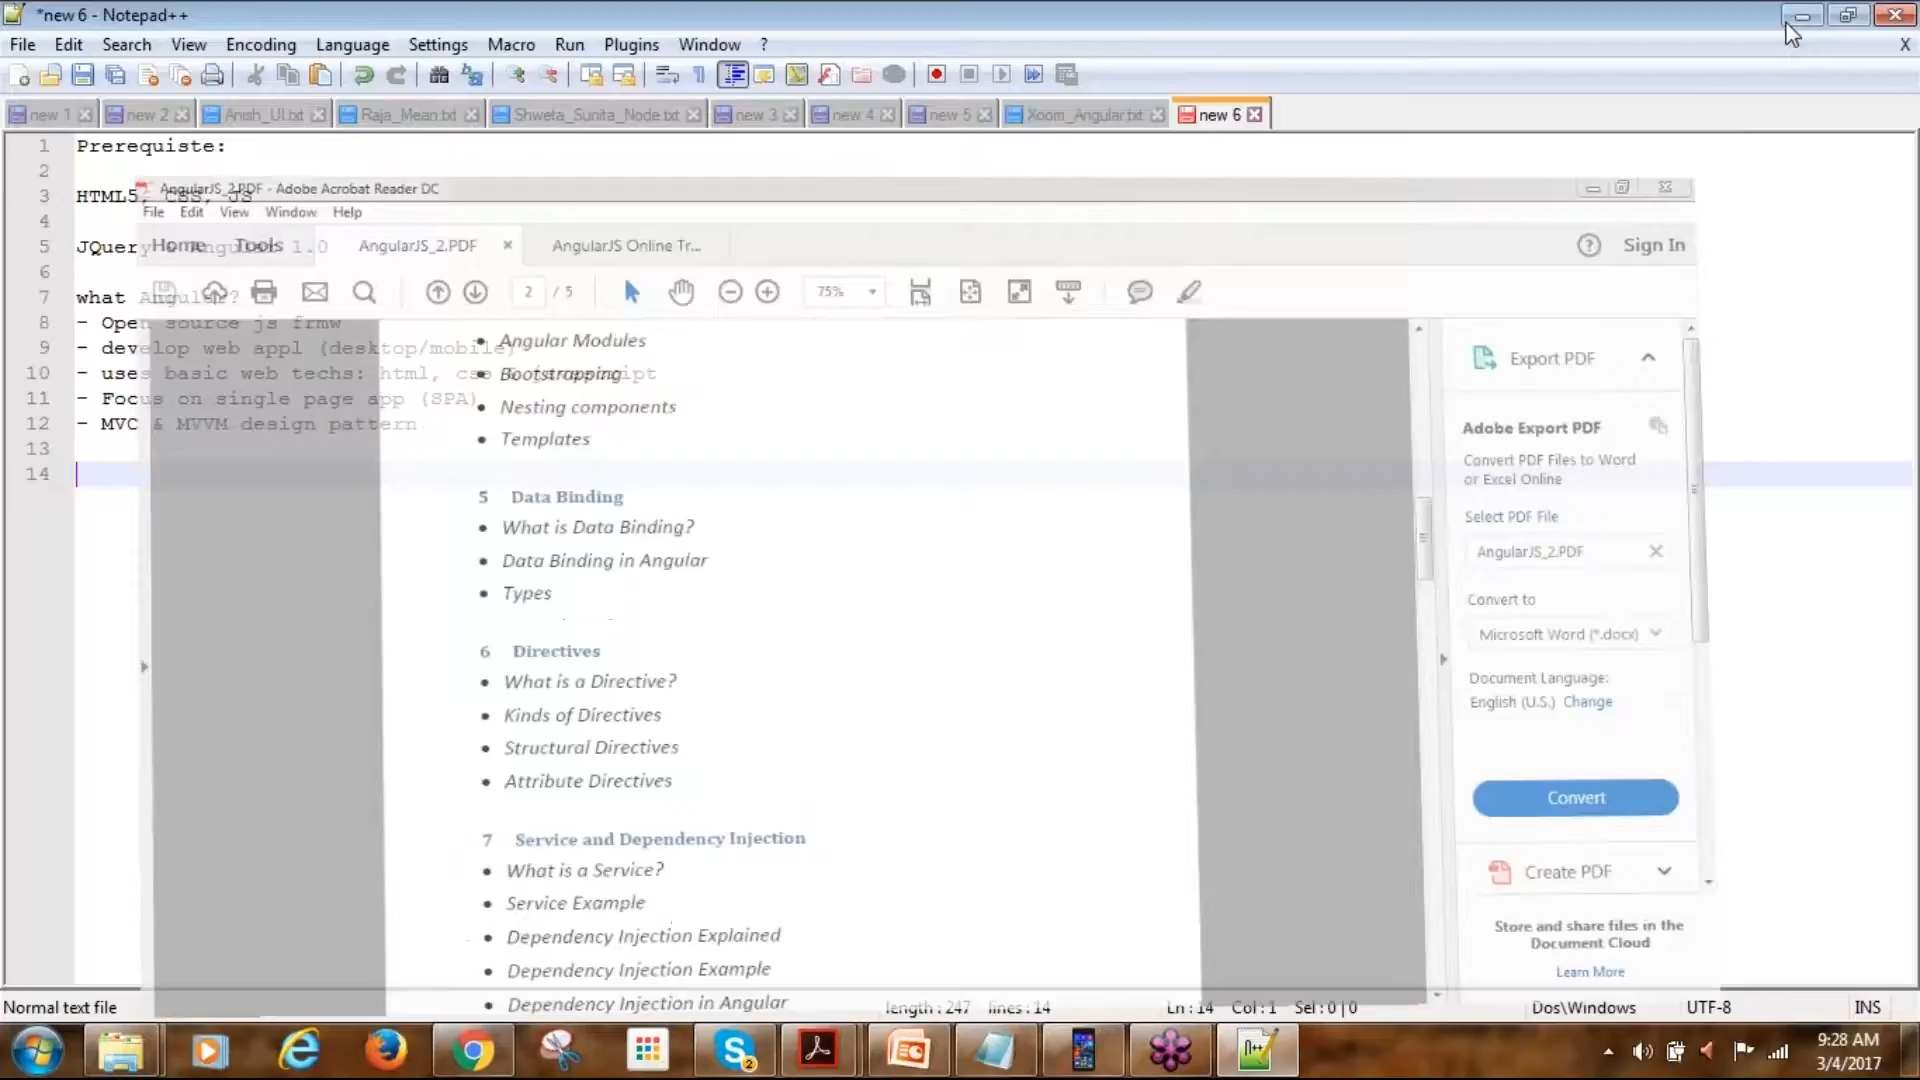 *new 6 - Notepad++
File Edit Search View Encoding Language Settings Macro Run Plugins Window ? X
new 1 new 2 Anish_UI.txt Raja_Mean.txt Shweta_Sunita_Node.txt new 3 new 4 new 5 Xoom_Angular.txt new 6
1 Prerequiste:
2
3 HTML5, CSS, JS
4
5 JQuery & Angular 1.0
6
7 what Angular?
8 - Open source js frmw
9 - develop web appl (desktop/mobile)
10 - uses basic web techs: html, css & javascript
11 - Focus on single page app (SPA)
12 - MVC & MVVM design pattern
13
14
AngularJS_2.PDF - Adobe Acrobat Reader DC
File Edit View Window Help
Home Tools AngularJS_2.PDF AngularJS Online Tr... Sign In
2 / 5 75%
• Angular Modules
• Bootstrapping
• Nesting components
• Templates
5 Data Binding
• What is Data Binding?
• Data Binding in Angular
• Types
6 Directives
• What is a Directive?
• Kinds of Directives
• Structural Directives
• Attribute Directives
7 Service and Dependency Injection
• What is a Service?
• Service Example
• Dependency Injection Explained
• Dependency Injection Example
• Dependency Injection in Angular
Export PDF
Adobe Export PDF
Convert PDF Files to Word
or Excel Online
Select PDF File
AngularJS_2.PDF
Convert to
Microsoft Word (*.docx)
Document Language:
English (U.S.) Change
Convert
Create PDF
Store and share files in the
Document Cloud
Learn More
Normal text file length : 247 lines : 14 Ln : 14 Col : 1 Sel : 0 | 0 Dos\Windows UTF-8 INS
2
9:28 AM
3/4/2017